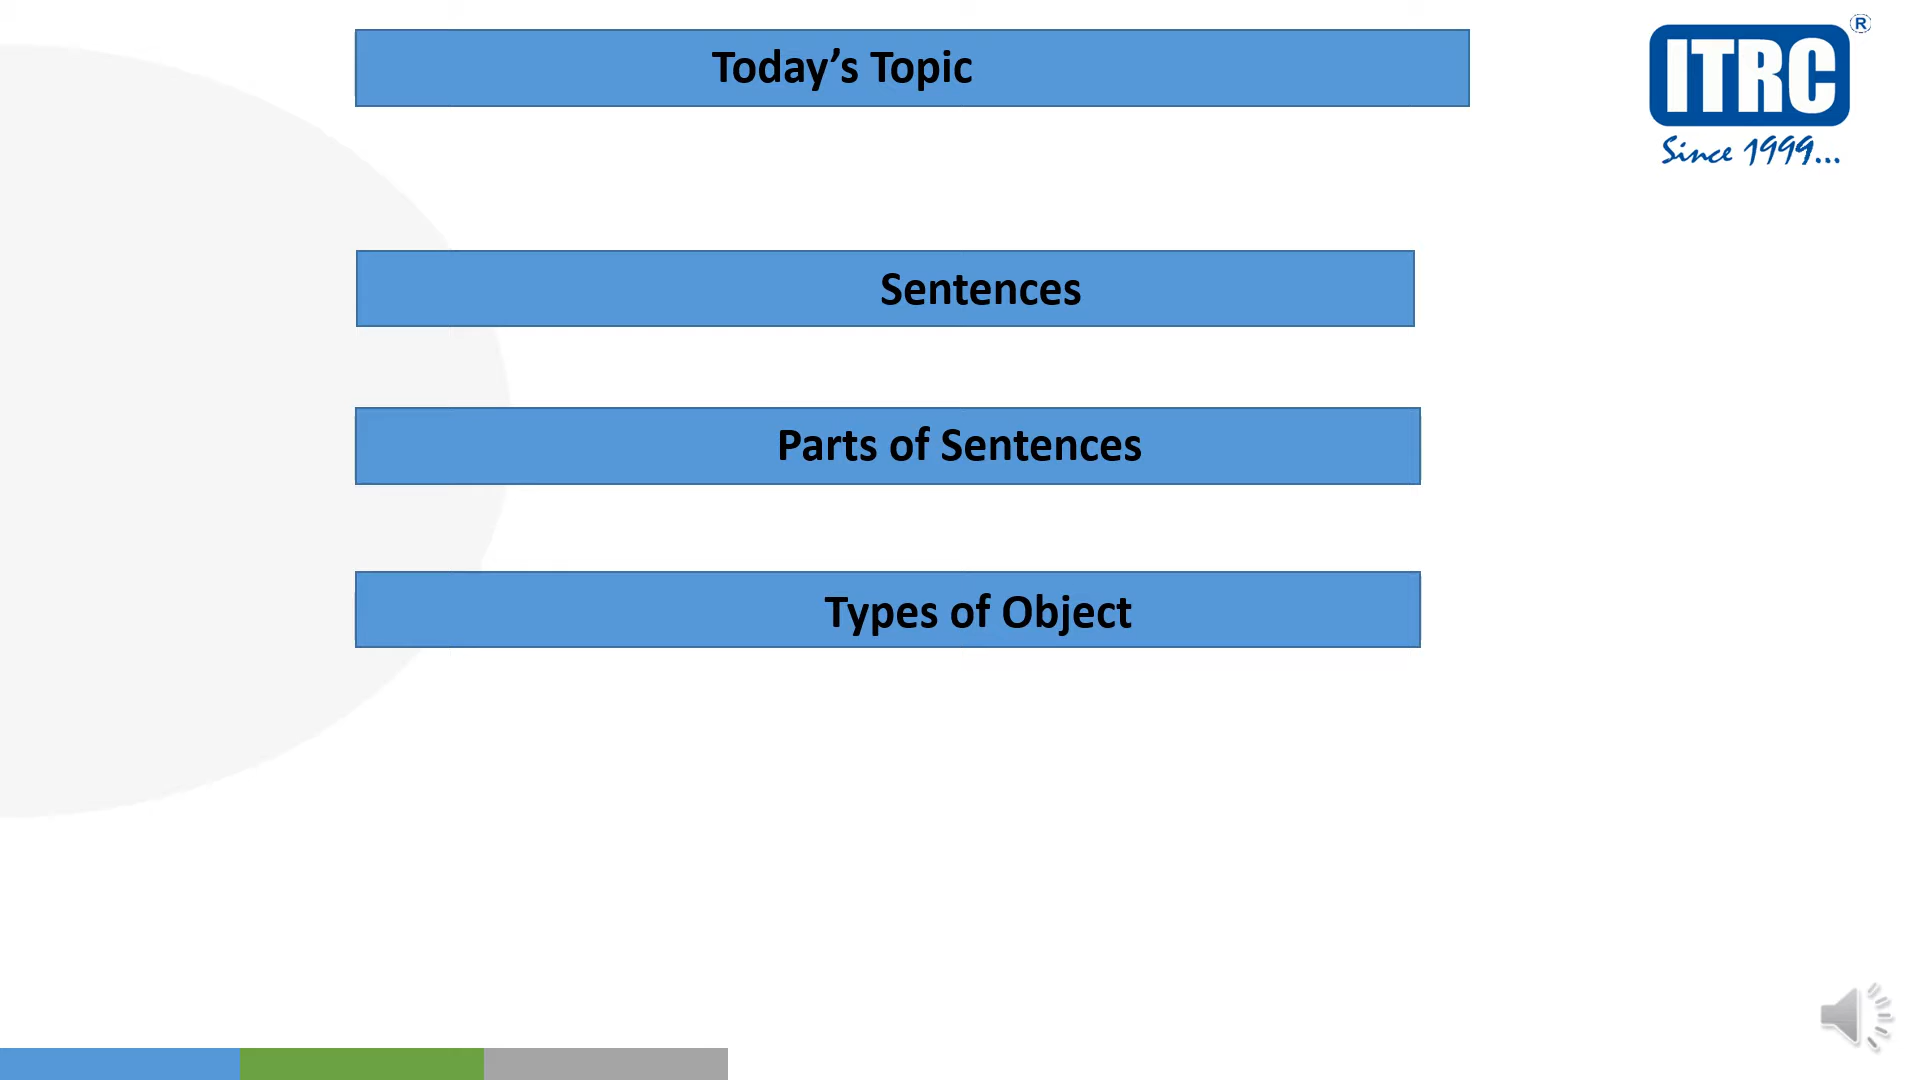 Today’s Topic
ITRC®
Since 1999...
Sentences
Parts of Sentences
Types of Object